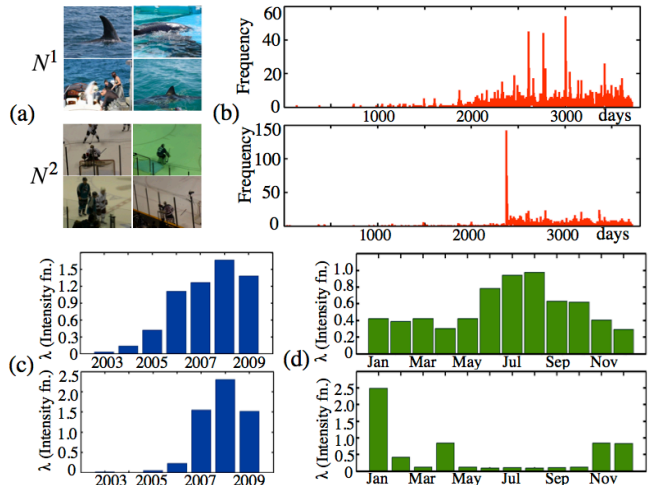 (a)
N¹
N²
(b)
Frequency
60
40
20
0
1000
2000
3000
days
Frequency
150
100
50
0
1000
2000
3000
days
(c)
λ (Intensity fn.)
1.5
1.2
0.9
0.6
0.3
0
2003
2005
2007
2009
λ (Intensity fn.)
2.5
2.0
1.5
1.0
0.5
0
2003
2005
2007
2009
(d)
λ (Intensity fn.)
1.0
0.8
0.6
0.4
0.2
0
Jan
Mar
May
Jul
Sep
Nov
λ (Intensity fn.)
2.5
2.0
1.5
1.0
0.5
0
Jan
Mar
May
Jul
Sep
Nov